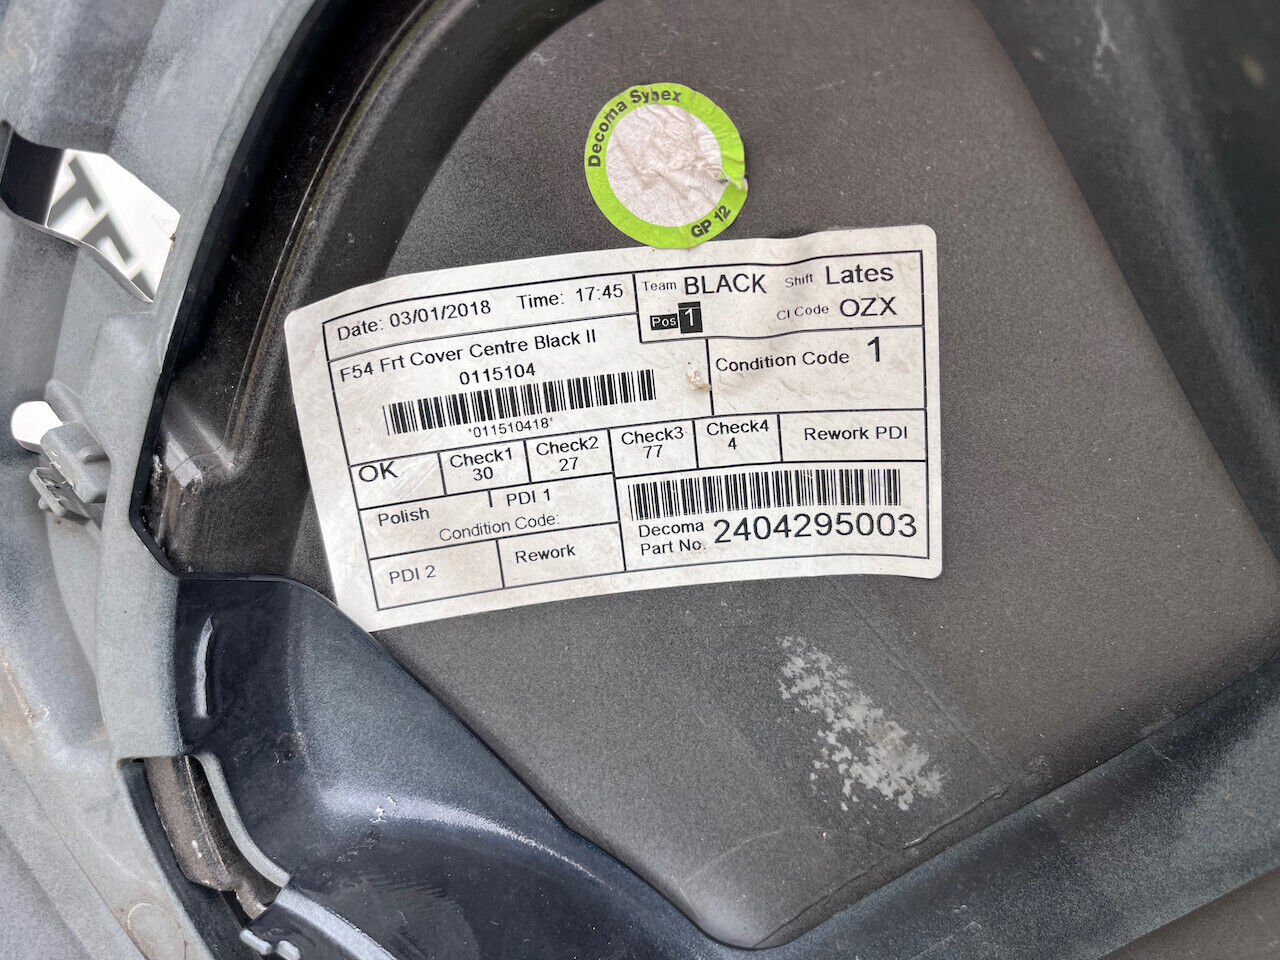 Decoma Sybex
GP 12
Date: 03/01/2018 Time: 17:45
Team BLACK Shift Lates
Pos 1 CI Code OZX
F54 Frt Cover Centre Black II
0115104
*011510418*
Condition Code 1
OK Check1 Check2 Check3 Check4 Rework PDI
30 27 77 4
Polish PDI 1
Condition Code:
PDI 2 Rework
Decoma
Part No. 2404295003